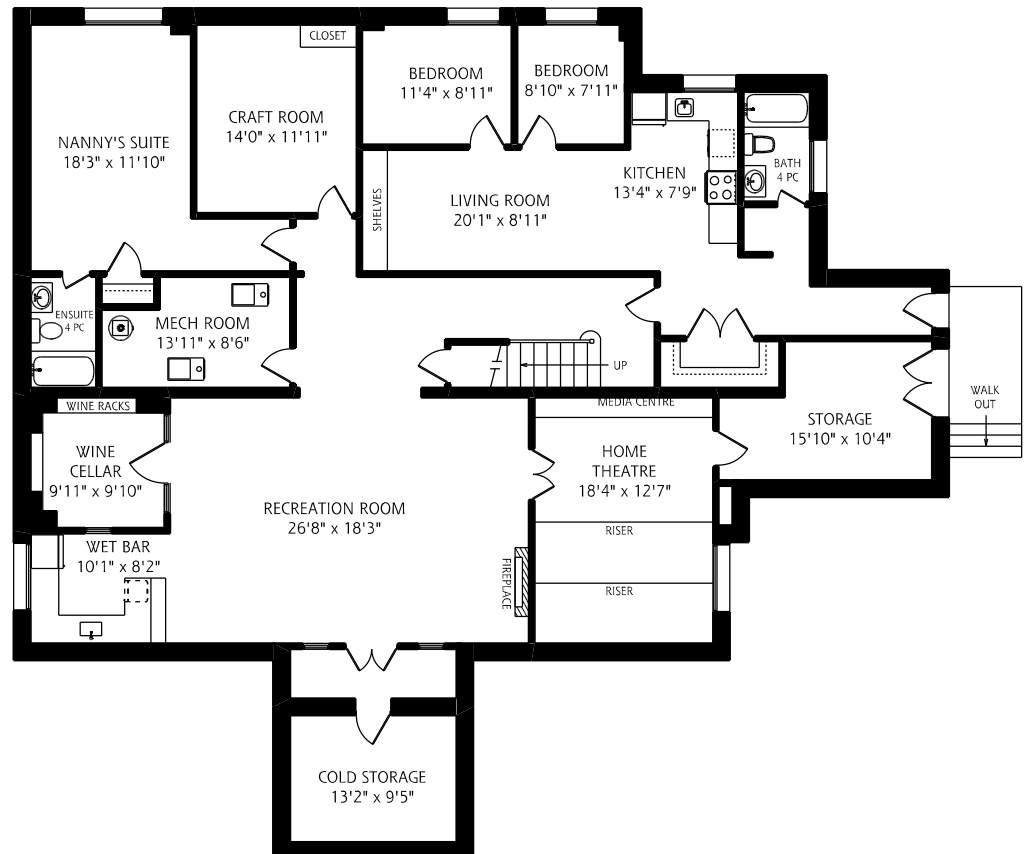 CLOSET
BEDROOM
11'4" x 8'11"
BEDROOM
8'10" x 7'11"
CRAFT ROOM
14'0" x 11'11"
NANNY'S SUITE
18'3" x 11'10"
BATH
4 PC
KITCHEN
13'4" x 7'9"
LIVING ROOM
20'1" x 8'11"
SHELVES
ENSUITE
4 PC
MECH ROOM
13'11" x 8'6"
UP
WALK
OUT
WINE RACKS
MEDIA CENTRE
STORAGE
15'10" x 10'4"
WINE
CELLAR
9'11" x 9'10"
HOME
THEATRE
18'4" x 12'7"
RECREATION ROOM
26'8" x 18'3"
RISER
WET BAR
10'1" x 8'2"
FIREPLACE
RISER
COLD STORAGE
13'2" x 9'5"